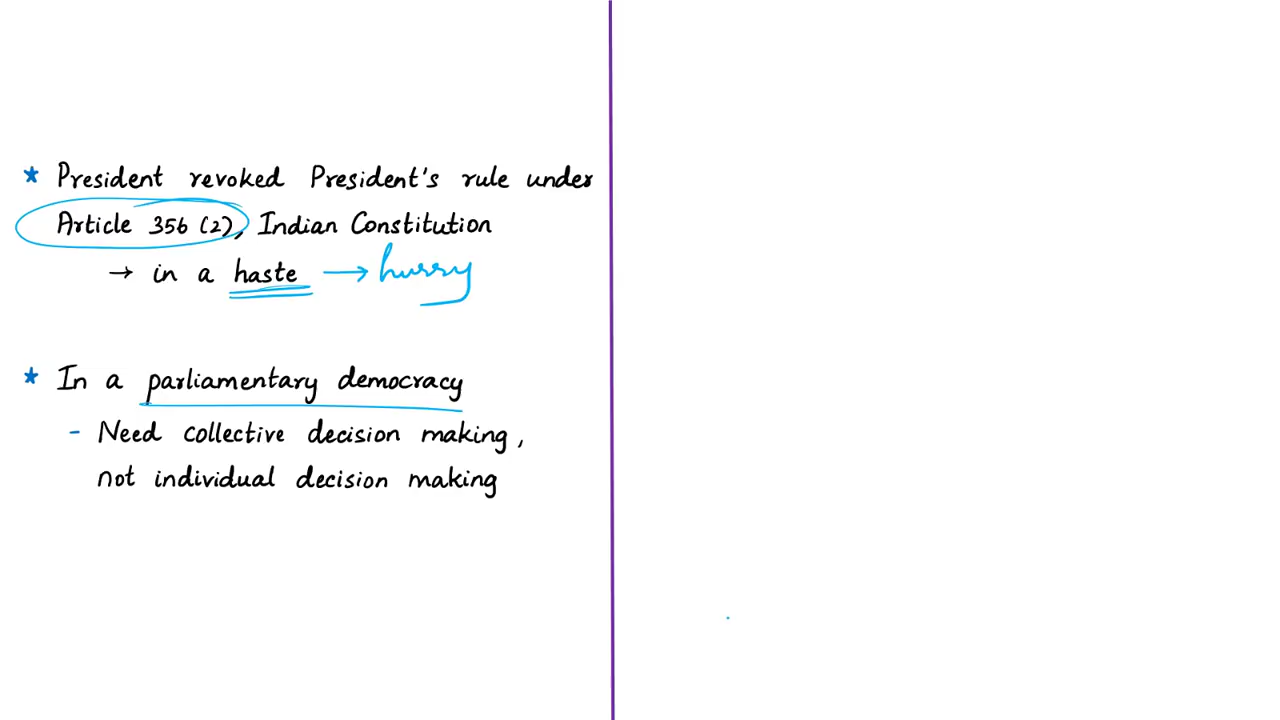 * President revoked President's rule under
Article 356 (2), Indian Constitution
→ in a haste → hurry
* In a parliamentary democracy
- Need collective decision making,
not individual decision making